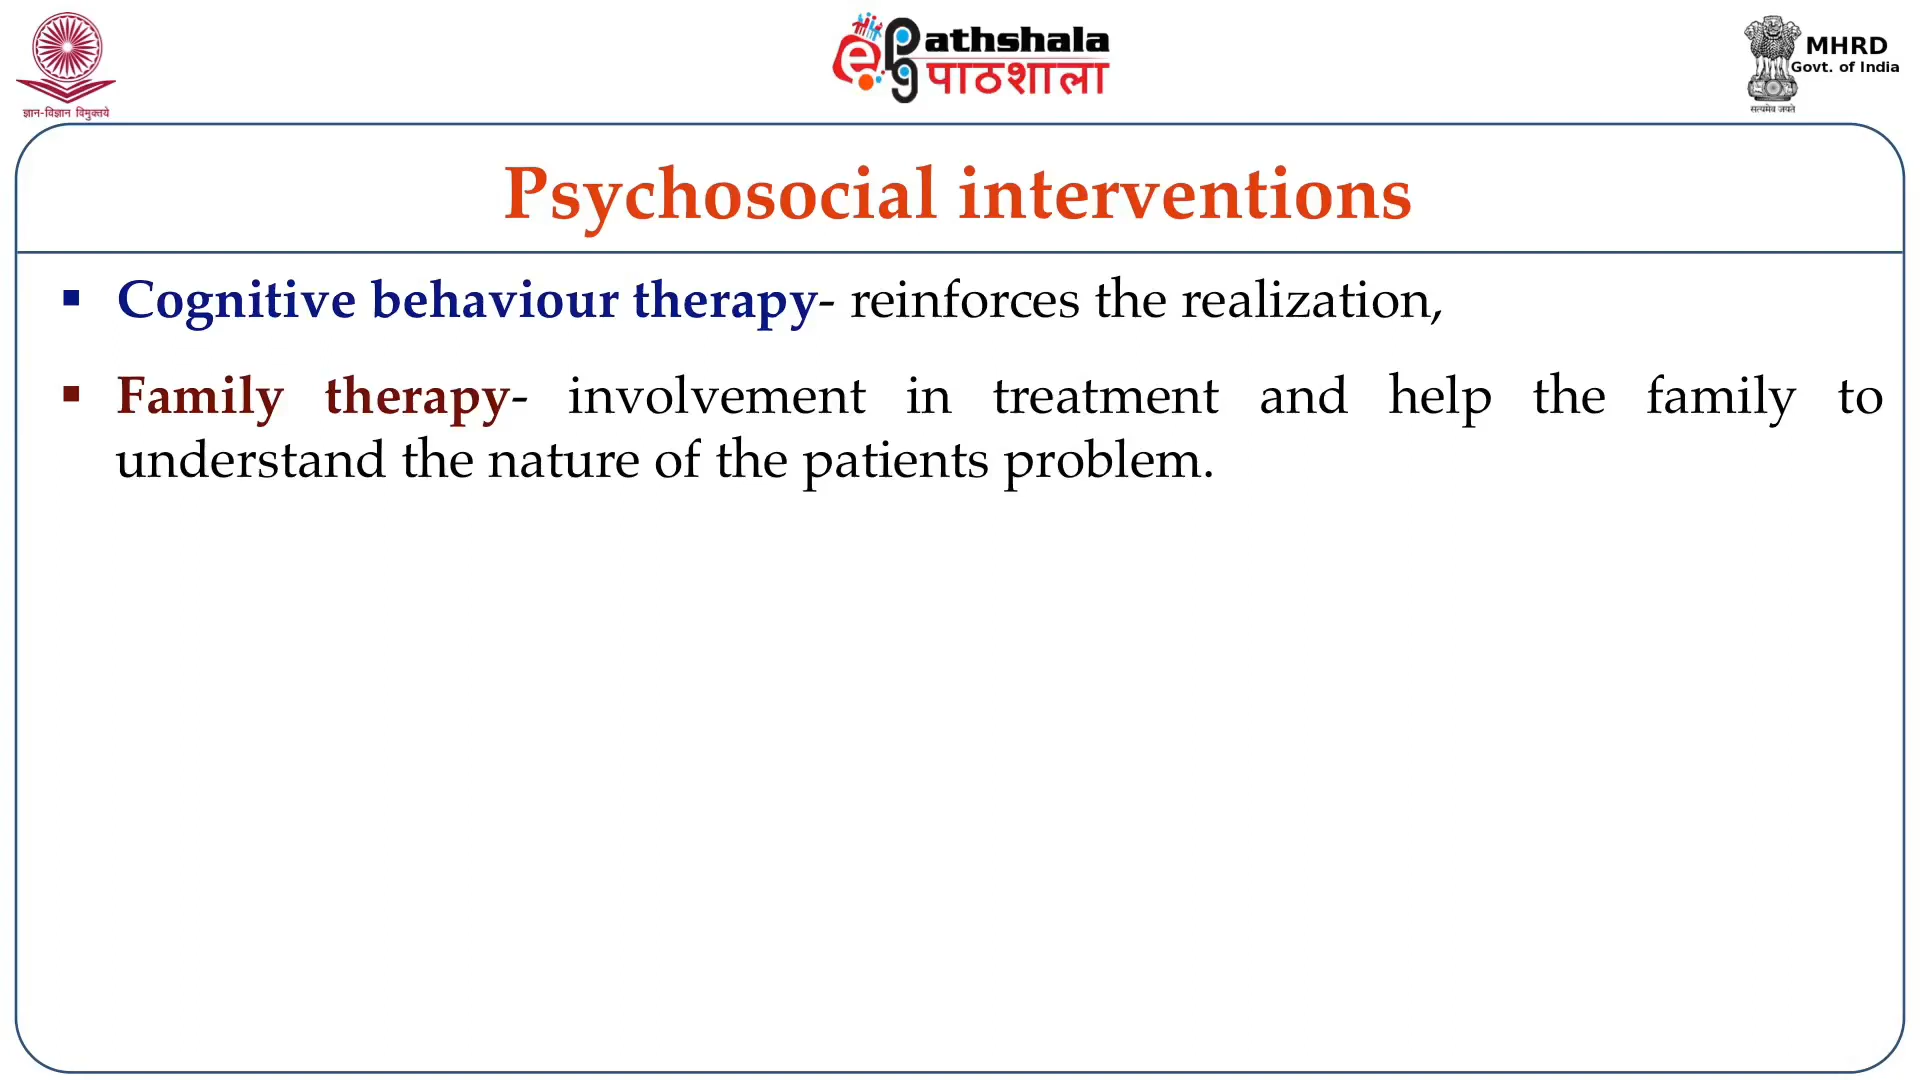 ज्ञान-विज्ञान विमुक्तये
ePathshala
पाठशाला
MHRD
Govt. of India
सत्यमेव जयते
Psychosocial interventions
▪ Cognitive behaviour therapy- reinforces the realization,
▪ Family therapy- involvement in treatment and help the family to
understand the nature of the patients problem.